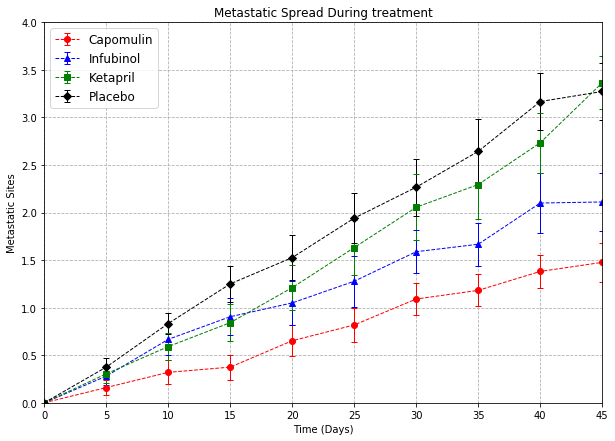 Metastatic Spread During treatment
4.0
3.5
3.0
2.5
2.0
1.5
1.0
0.5
0.0
Metastatic Sites
Capomulin
Infubinol
Ketapril
Placebo
0 5 10 15 20 25 30 35 40 45
Time (Days)